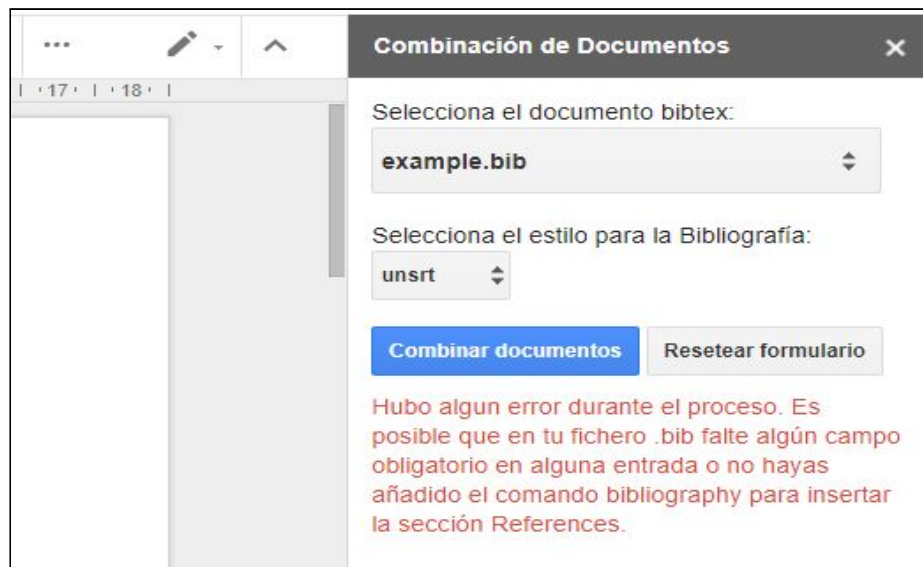 Combinación de Documentos
17 18
Selecciona el documento bibtex:
example.bib
Selecciona el estilo para la Bibliografía:
unsrt
Combinar documentos Resetear formulario
Hubo algun error durante el proceso. Es
posible que en tu fichero .bib falte algún campo
obligatorio en alguna entrada o no hayas
añadido el comando bibliography para insertar
la sección References.